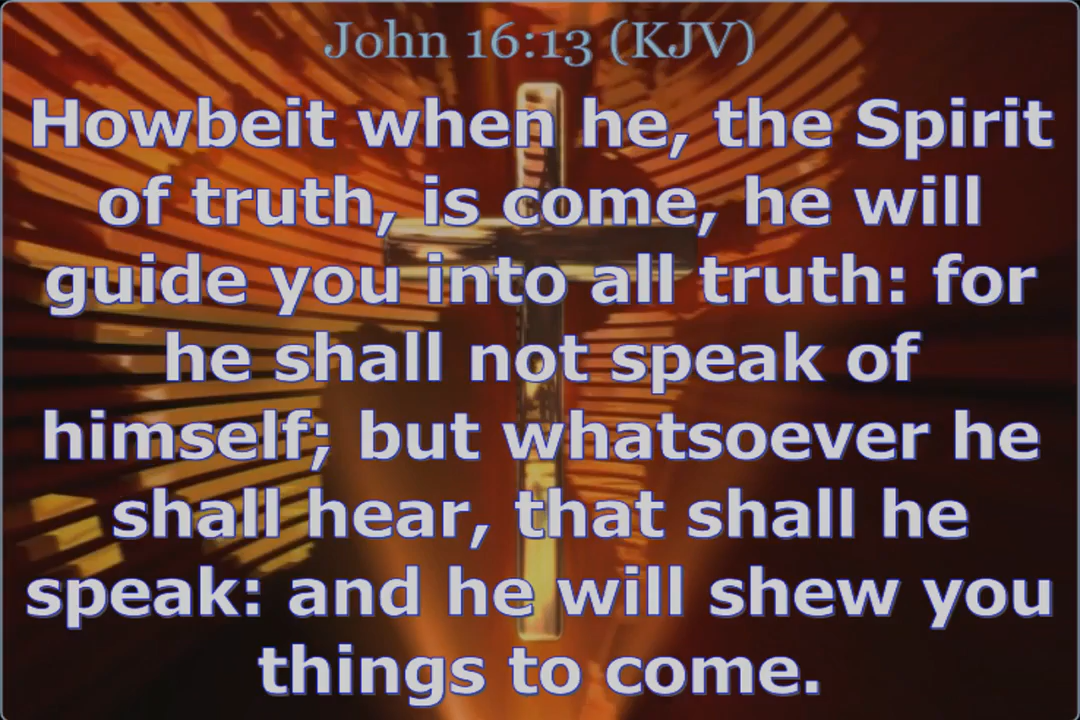 John 16:13 (KJV)
Howbeit when he, the Spirit
of truth, is come, he will
guide you into all truth: for
he shall not speak of
himself; but whatsoever he
shall hear, that shall he
speak: and he will shew you
things to come.